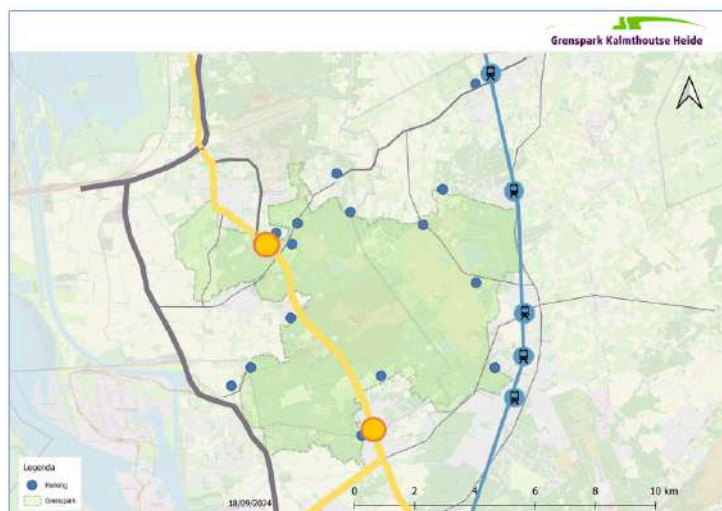 Grenspark Kalmthoutse Heide
Legenda
Parking
Grenspark
18/09/2024
0 2 4 6 8 10 km